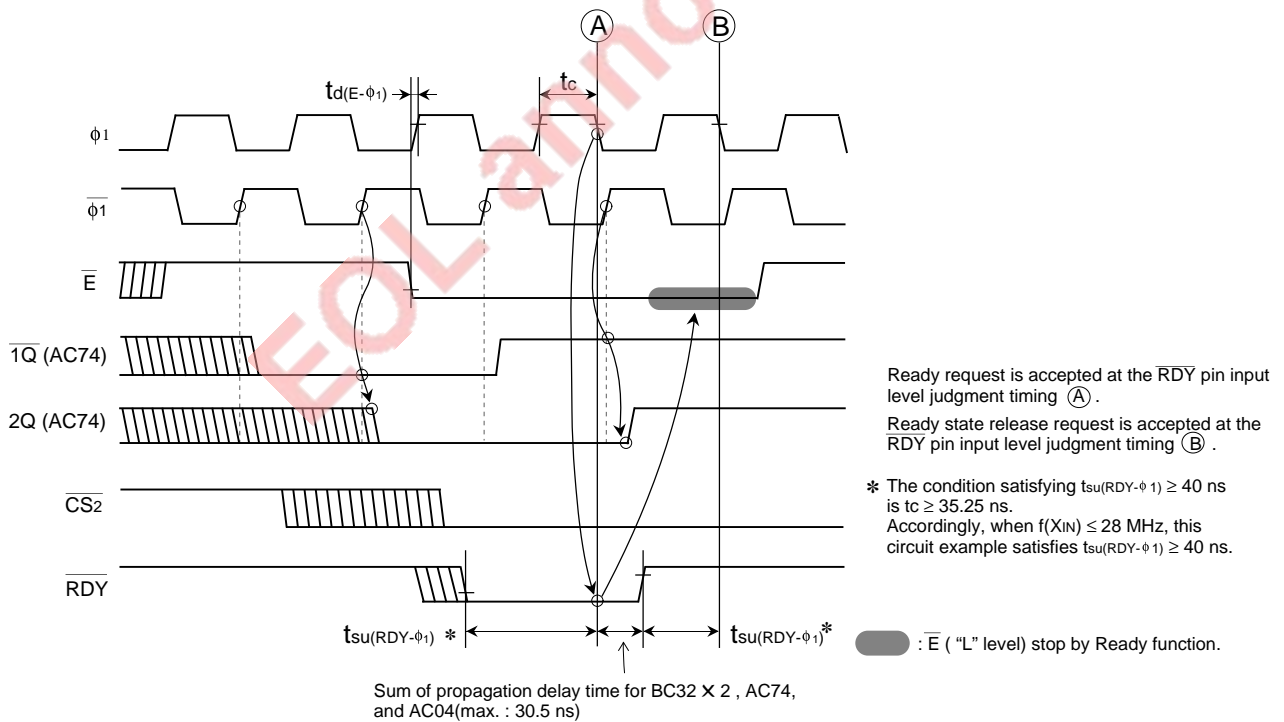 A B
td(E-ϕ1) tc
ϕ1
ϕ1
E
1Q (AC74)
2Q (AC74)
CS2
RDY
tsu(RDY-ϕ1) * tsu(RDY-ϕ1)*
Sum of propagation delay time for BC32 × 2 , AC74,
and AC04(max. : 30.5 ns)
Ready request is accepted at the RDY pin input
level judgment timing A .
Ready state release request is accepted at the
RDY pin input level judgment timing B .
* The condition satisfying tsu(RDY-ϕ1) ≥ 40 ns
is tc ≥ 35.25 ns.
Accordingly, when f(XIN) ≤ 28 MHz, this
circuit example satisfies tsu(RDY-ϕ1) ≥ 40 ns.
: E ( “L” level) stop by Ready function.
EOL anno